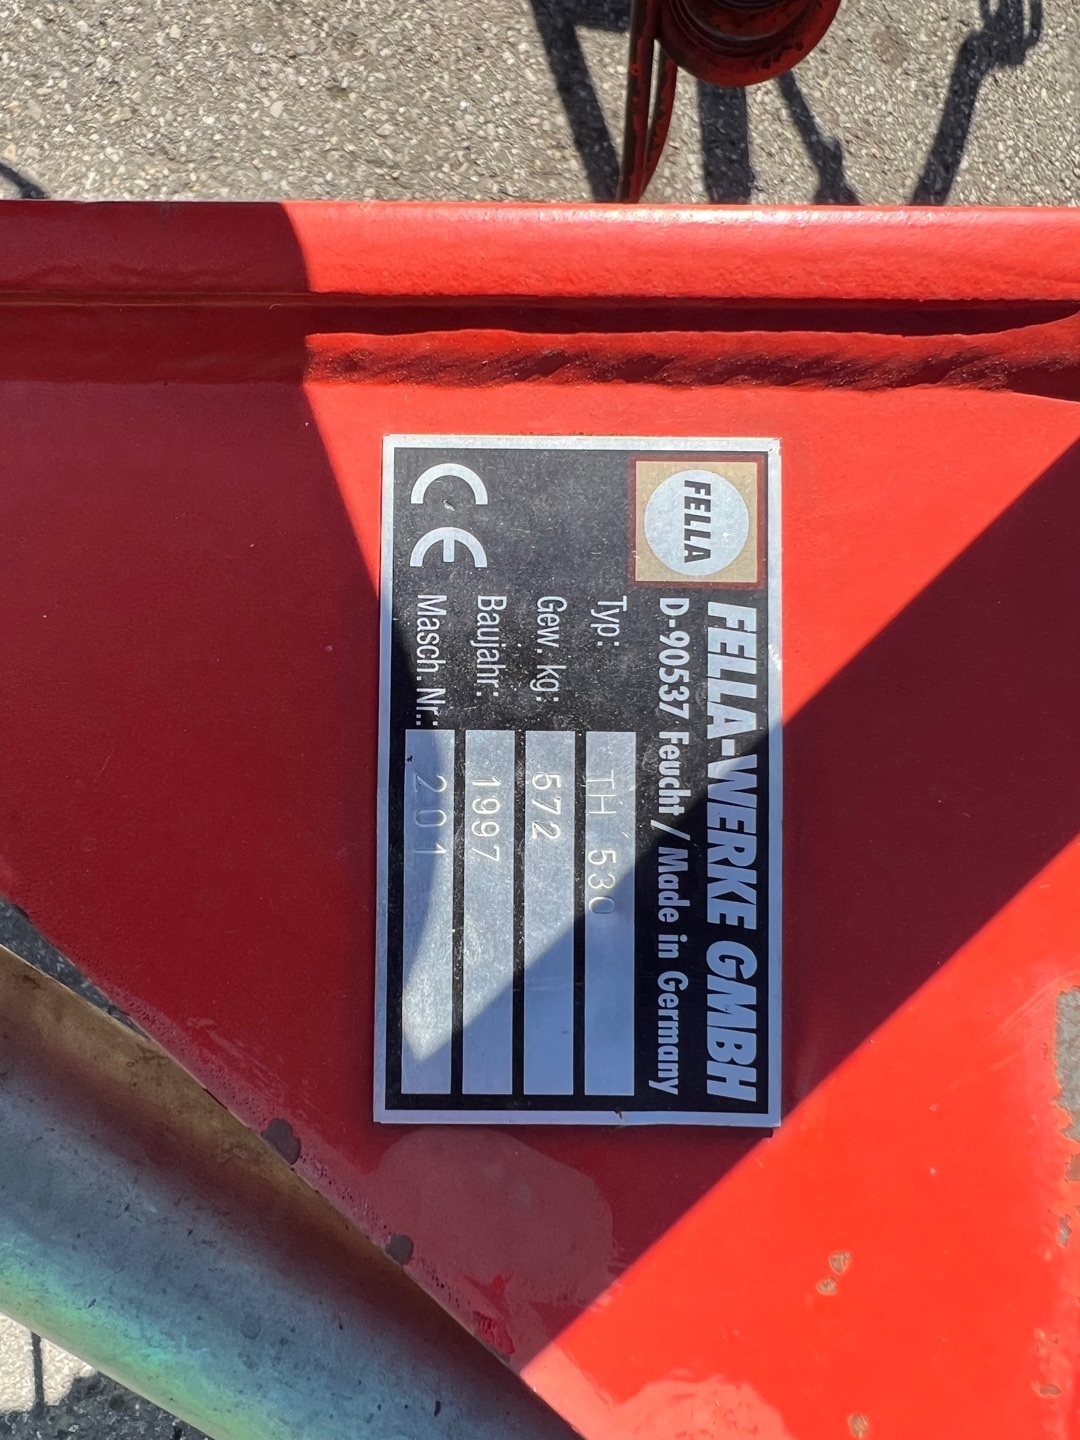 FELLA
FELLA-WERKE GMBH
D-90537 Feucht / Made in Germany
Typ: TH 530
Gew. kg: 572
Baujahr: 1997
Masch. Nr.: 201
CE